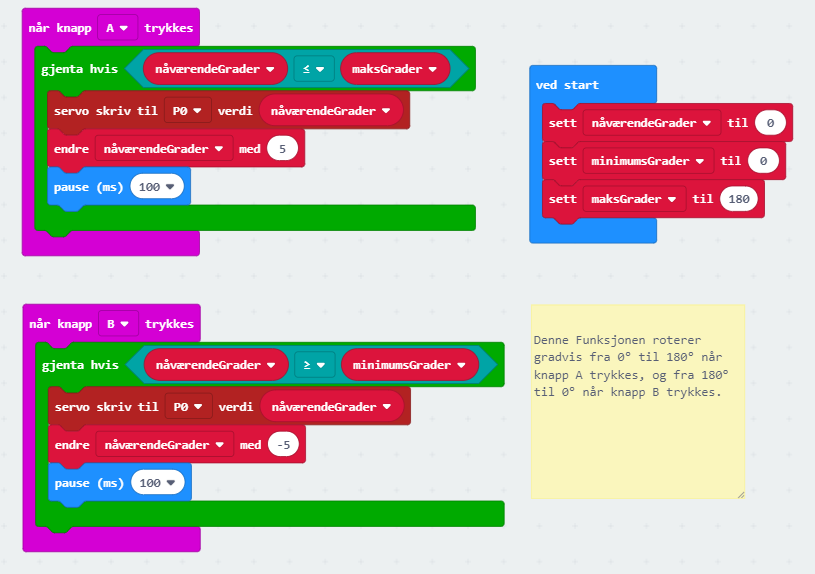 når knapp A trykkes
gjenta hvis nåværendeGrader ≤ maksGrader
servo skriv til P0 verdi nåværendeGrader
endre nåværendeGrader med 5
pause (ms) 100
ved start
sett nåværendeGrader til 0
sett minimumsGrader til 0
sett maksGrader til 180
når knapp B trykkes
gjenta hvis nåværendeGrader ≥ minimumsGrader
servo skriv til P0 verdi nåværendeGrader
endre nåværendeGrader med -5
pause (ms) 100
Denne Funksjonen roterer
gradvis fra 0° til 180° når
knapp A trykkes, og fra 180°
til 0° når knapp B trykkes.